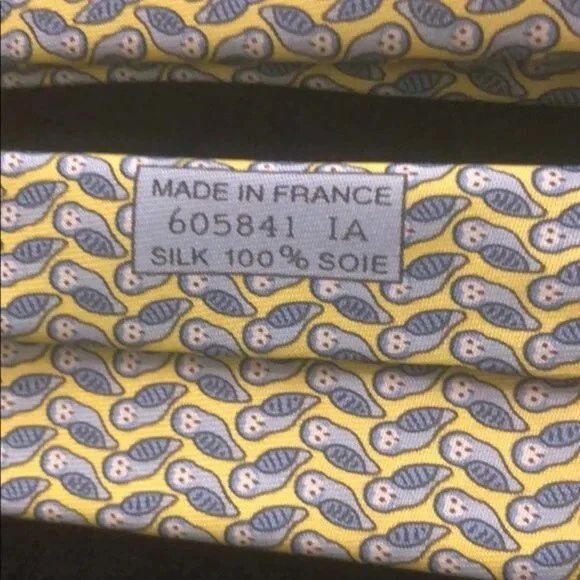 MADE IN FRANCE
605841 IA
SILK 100% SOIE